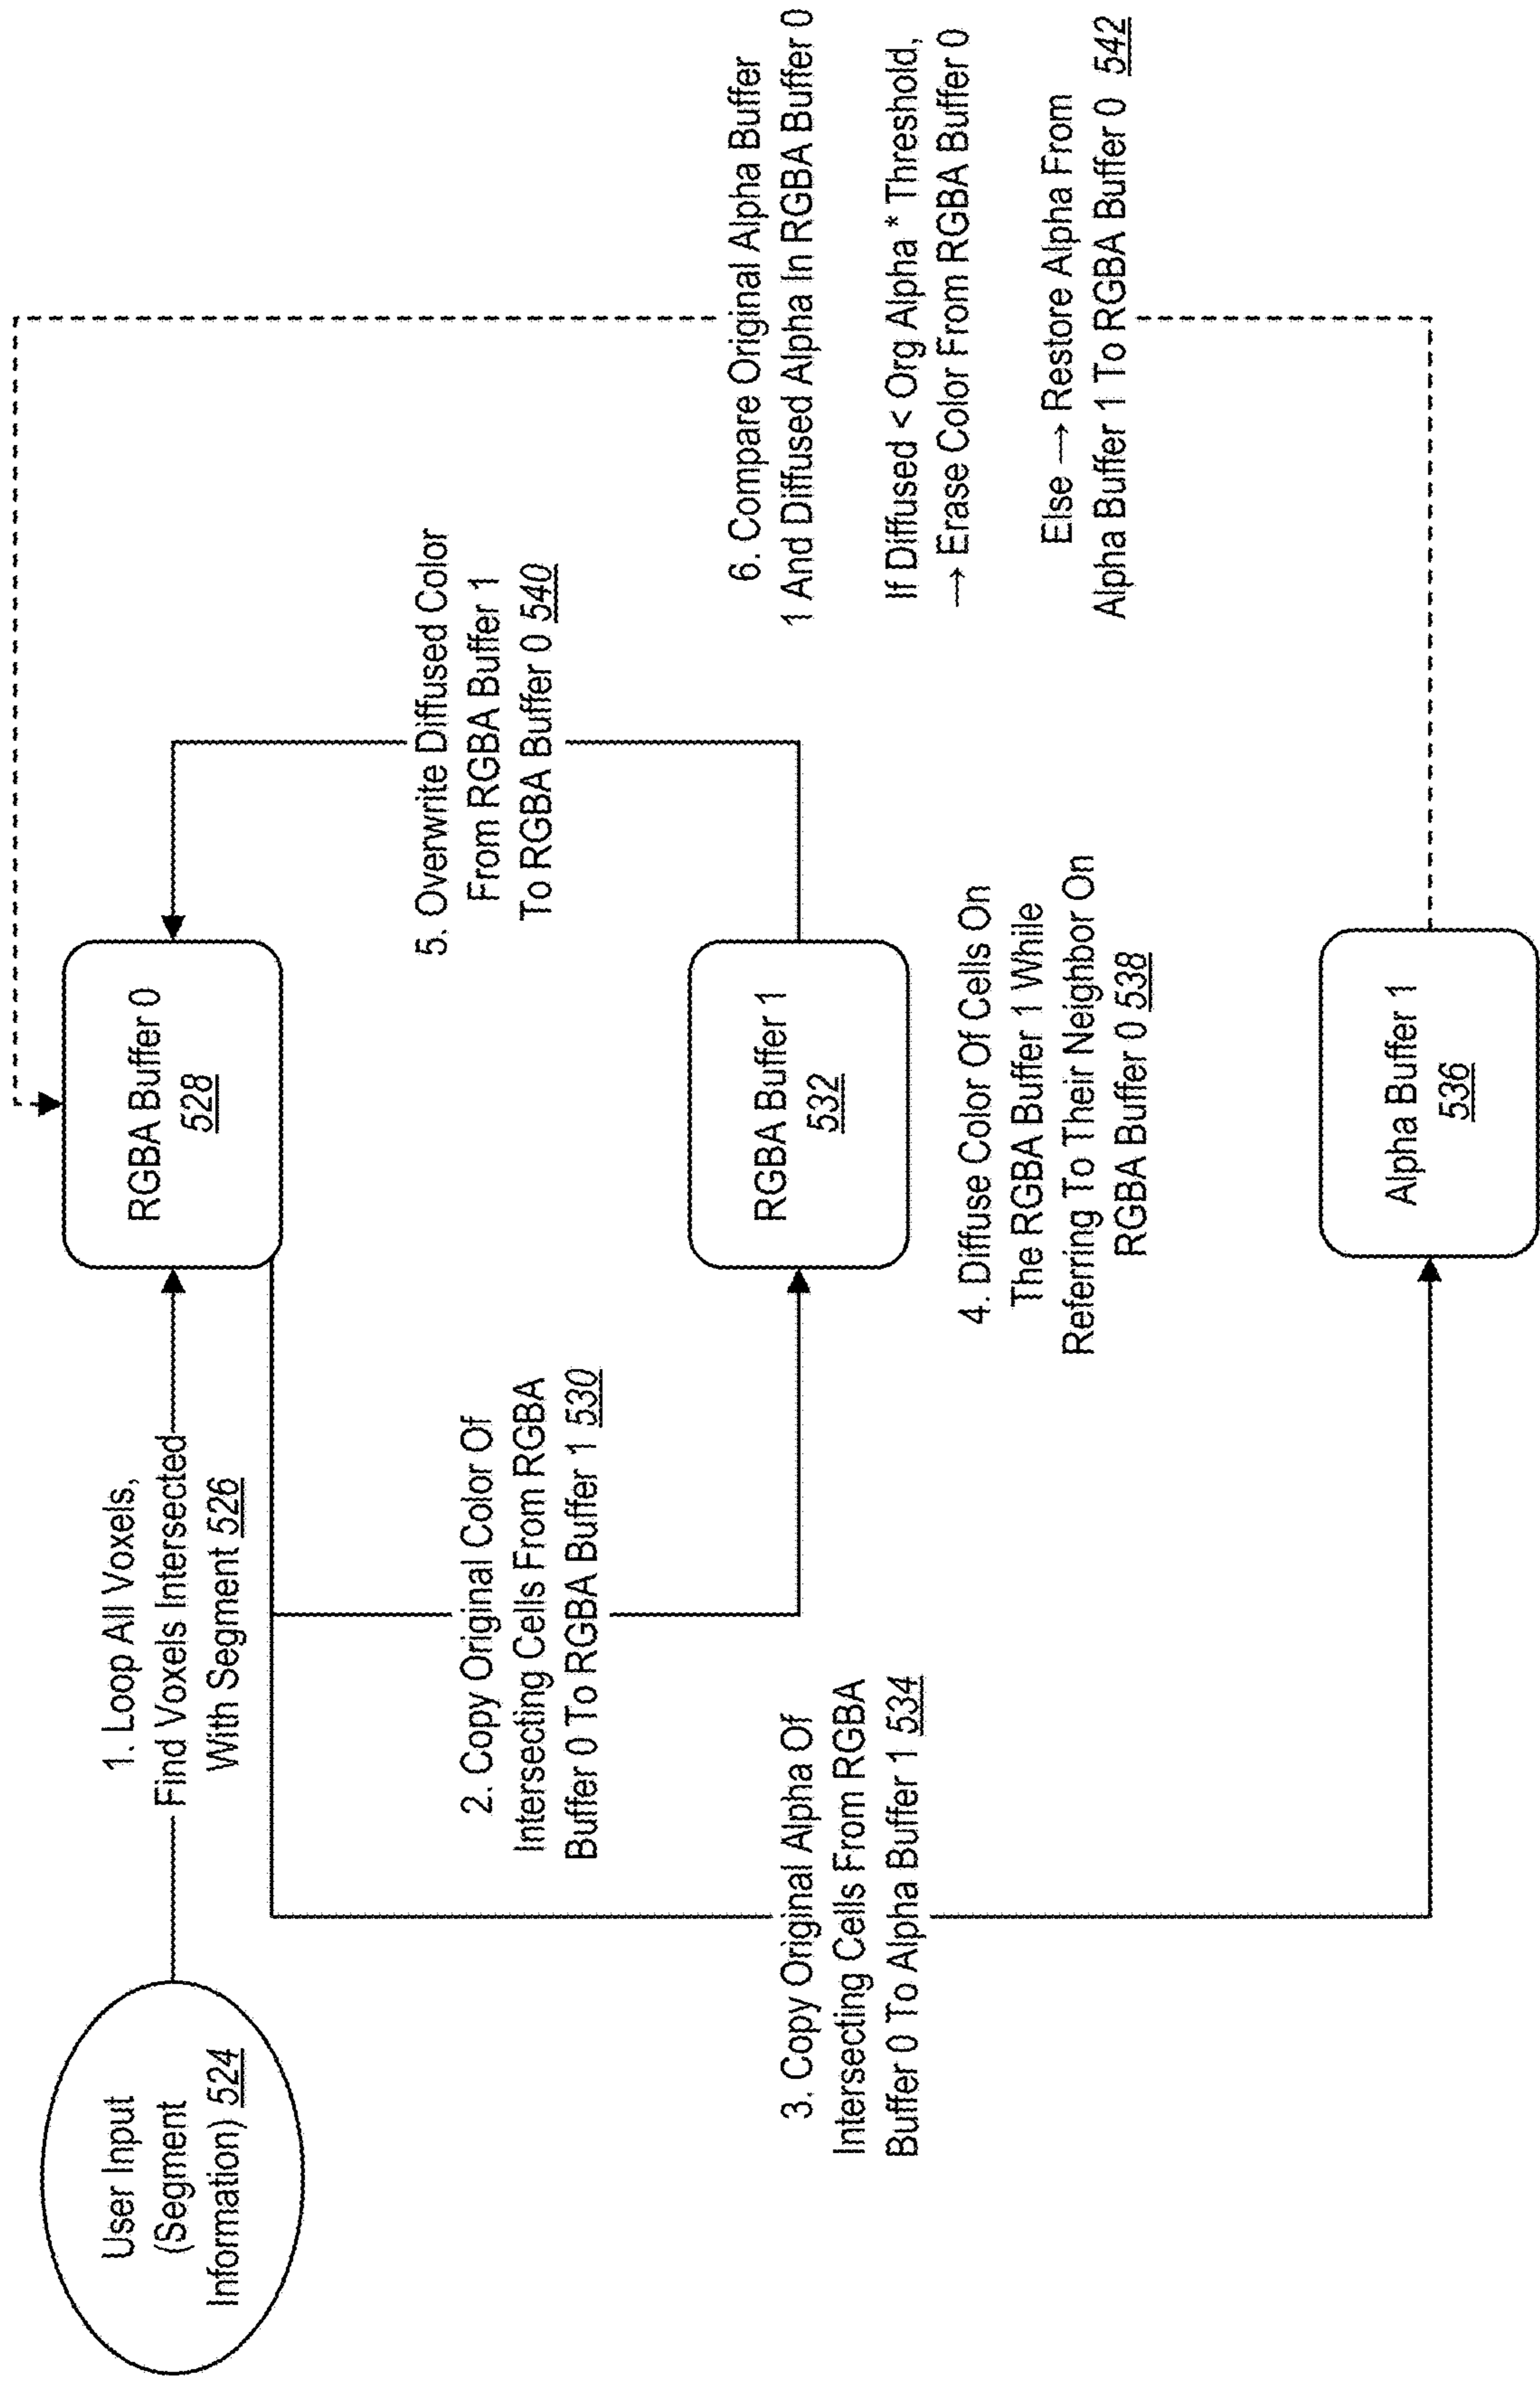 User Input
(Segment
Information) 524
1. Loop All Voxels,
Find Voxels Intersected
With Segment 526
RGBA Buffer 0
528
2. Copy Original Color Of
Intersecting Cells From RGBA
Buffer 0 To RGBA Buffer 1 530
RGBA Buffer 1
532
3. Copy Original Alpha Of
Intersecting Cells From RGBA
Buffer 0 To Alpha Buffer 1 534
Alpha Buffer 1
536
4. Diffuse Color Of Cells On
The RGBA Buffer 1 While
Referring To Their Neighbor On
RGBA Buffer 0 538
5. Overwrite Diffused Color
From RGBA Buffer 1
To RGBA Buffer 0 540
6. Compare Original Alpha Buffer
1 And Diffused Alpha In RGBA Buffer 0
If Diffused < Org Alpha * Threshold,
→ Erase Color From RGBA Buffer 0
Else → Restore Alpha From
Alpha Buffer 1 To RGBA Buffer 0 542